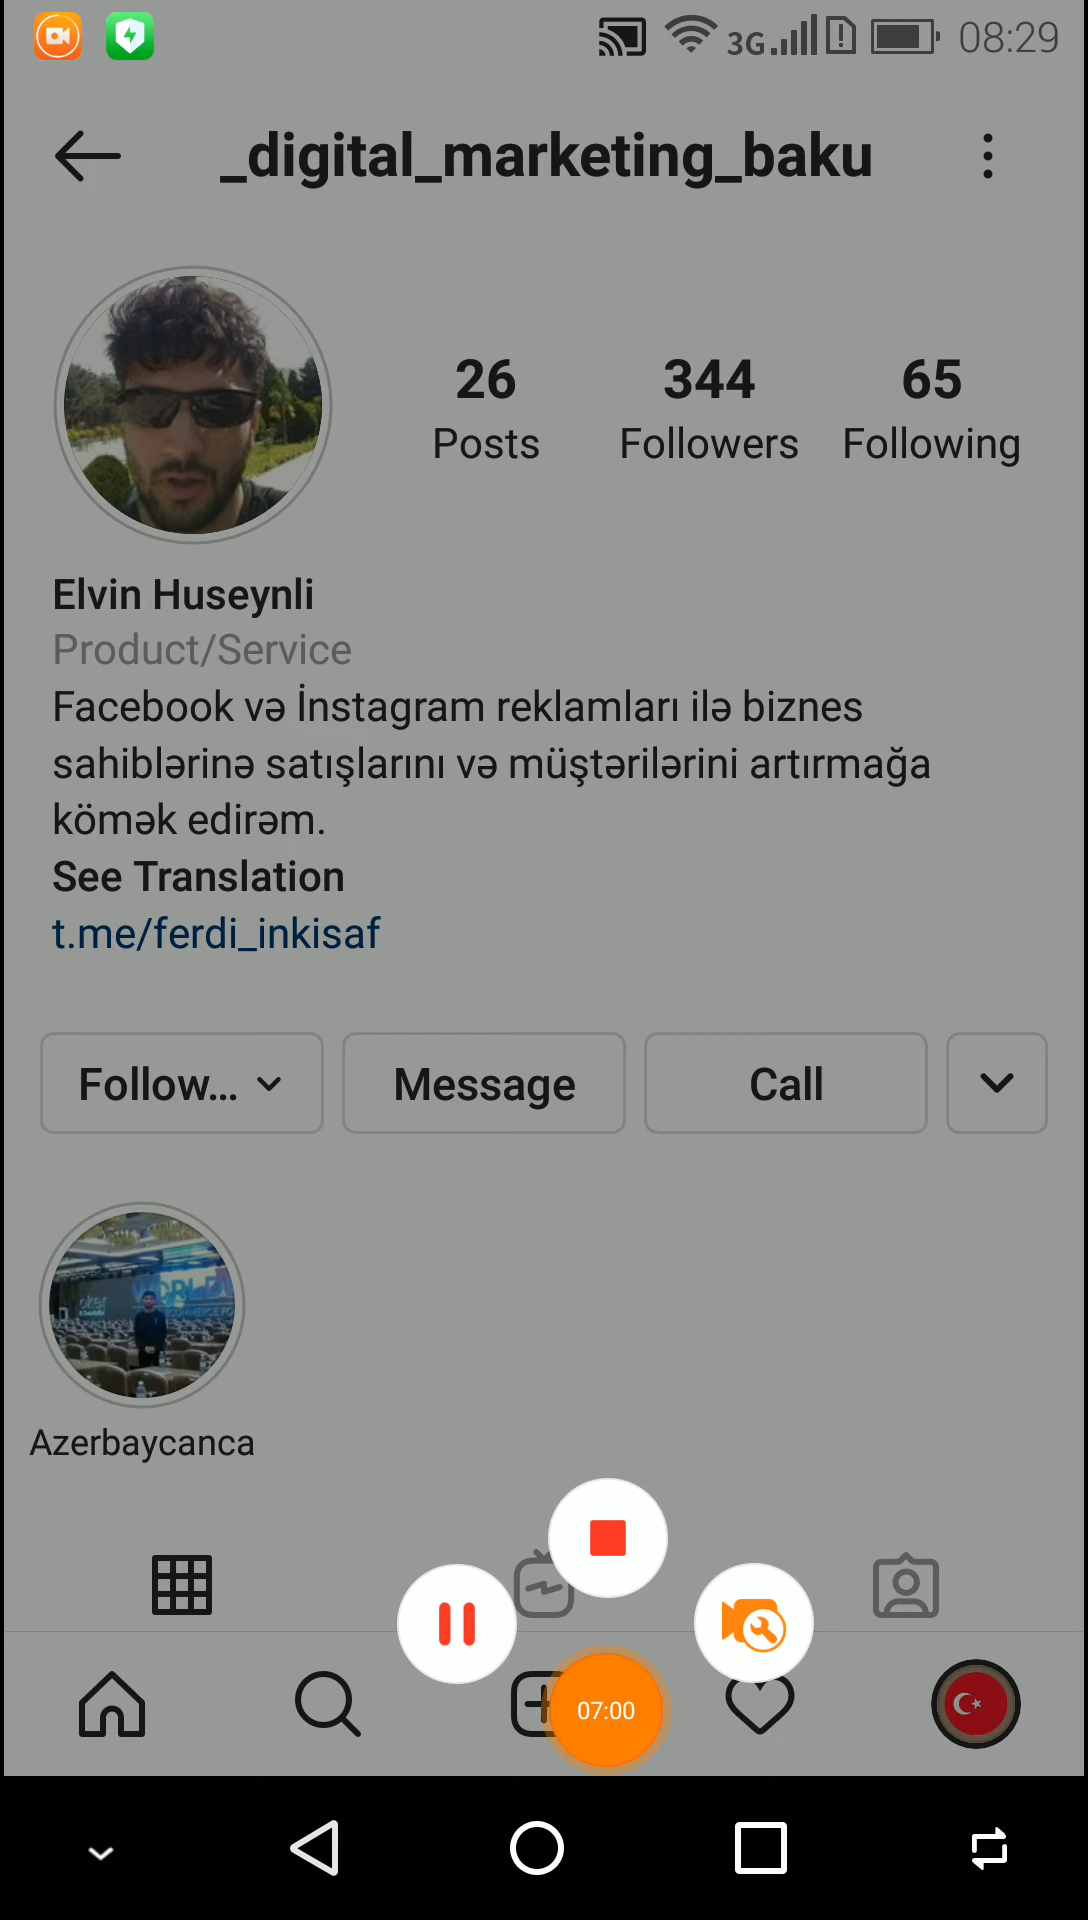 3G 08:29
_digital_marketing_baku
26 344 65
Posts Followers Following
Elvin Huseynli
Product/Service
Facebook və İnstagram reklamları ilə biznes
sahiblərinə satışlarını və müştərilərini artırmağa
kömək edirəm.
See Translation
t.me/ferdi_inkisaf
Follow... Message Call
WORLD
Azerbaycanca
07:00